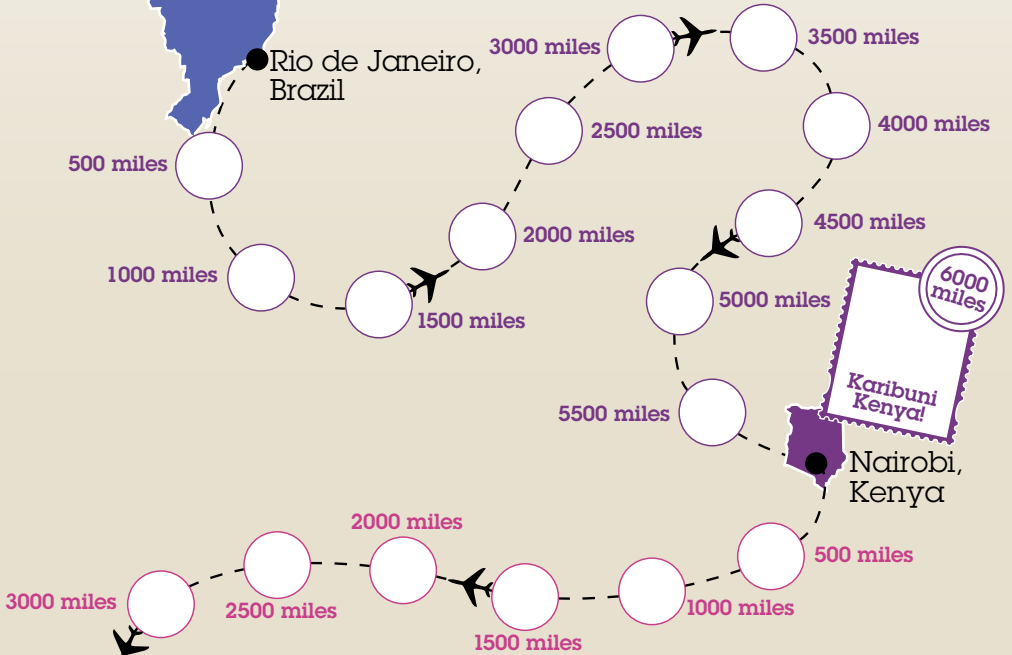 Rio de Janeiro,
Brazil
500 miles
1000 miles
1500 miles
2000 miles
2500 miles
3000 miles
3500 miles
4000 miles
4500 miles
5000 miles
5500 miles
6000
miles
Karibuni
Kenya!
Nairobi,
Kenya
500 miles
1000 miles
1500 miles
2000 miles
2500 miles
3000 miles